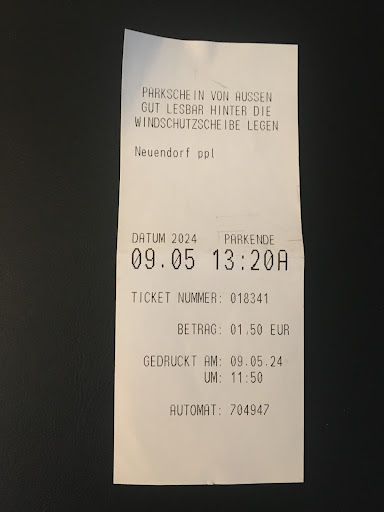 PARKSCHEIN VON AUSSEN
GUT LESBAR HINTER DIE
WINDSCHUTZSCHEIBE LEGEN
Neuendorf ppl
DATUM 2024 PARKENDE
09.05 13:20A
TICKET NUMMER: 018341
BETRAG: 01.50 EUR
GEDRUCKT AM: 09.05.24
UM: 11:50
AUTOMAT: 704947